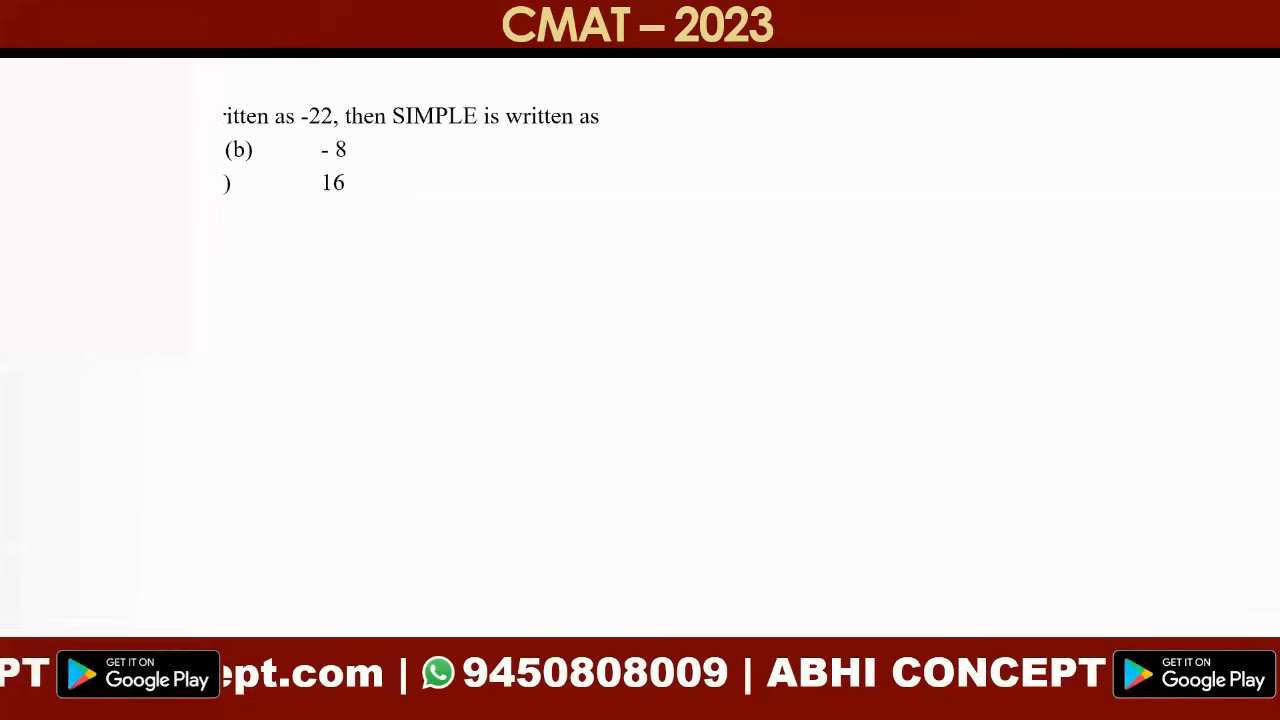 CMAT – 2023
ritten as -22, then SIMPLE is written as
(b) - 8
) 16
PT GET IT ON Google Play ept.com | 9450808009 | ABHI CONCEPT GET IT ON Google Play